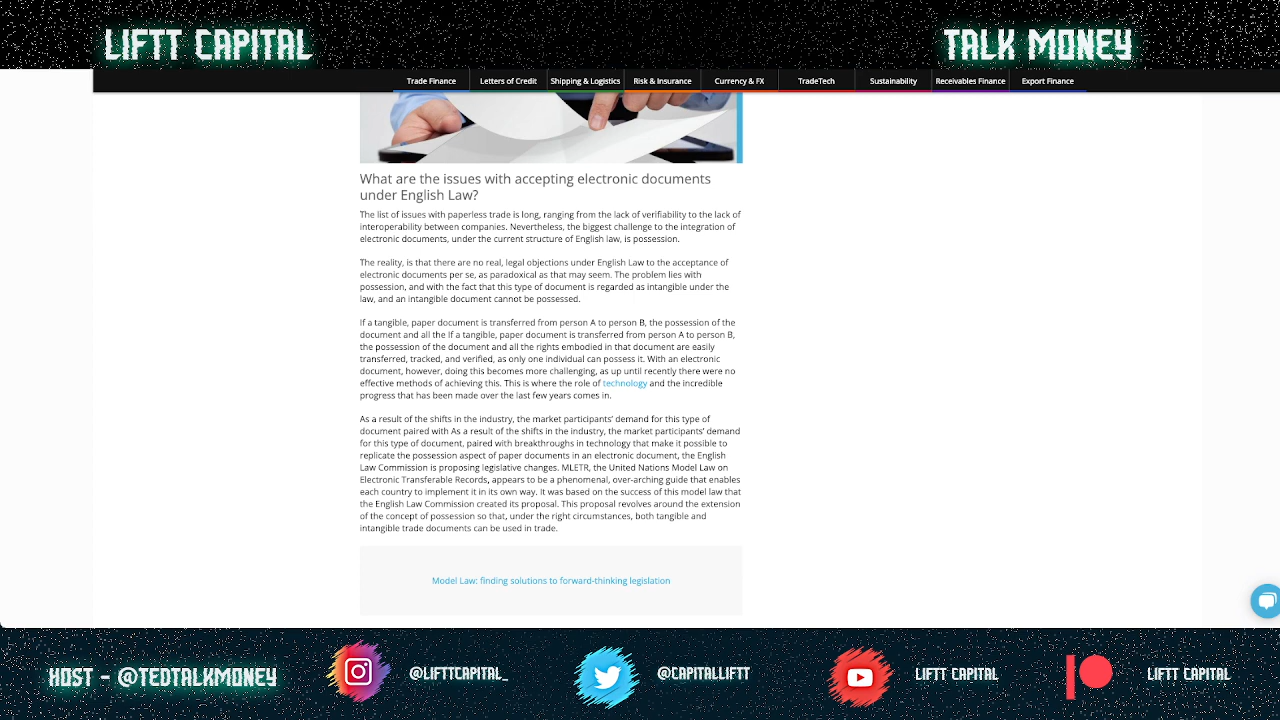 LIFTT CAPITAL
TALK MONEY
Trade Finance
Letters of Credit
Shipping & Logistics
Risk & Insurance
Currency & FX
TradeTech
Sustainability
Receivables Finance
Export Finance
What are the issues with accepting electronic documents
under English Law?
The list of issues with paperless trade is long, ranging from the lack of verifiability to the lack of
interoperability between companies. Nevertheless, the biggest challenge to the integration of
electronic documents, under the current structure of English law, is possession.
The reality, is that there are no real, legal objections under English Law to the acceptance of
electronic documents per se, as paradoxical as that may seem. The problem lies with
possession, and with the fact that this type of document is regarded as intangible under the
law, and an intangible document cannot be possessed.
If a tangible, paper document is transferred from person A to person B, the possession of the
document and all the If a tangible, paper document is transferred from person A to person B,
the possession of the document and all the rights embodied in that document are easily
transferred, tracked, and verified, as only one individual can possess it. With an electronic
document, however, doing this becomes more challenging, as up until recently there were no
effective methods of achieving this. This is where the role of technology and the incredible
progress that has been made over the last few years comes in.
As a result of the shifts in the industry, the market participants' demand for this type of
document paired with As a result of the shifts in the industry, the market participants' demand
for this type of document, paired with breakthroughs in technology that make it possible to
replicate the possession aspect of paper documents in an electronic document, the English
Law Commission is proposing legislative changes. MLETR, the United Nations Model Law on
Electronic Transferable Records, appears to be a phenomenal, over-arching guide that enables
each country to implement it in its own way. It was based on the success of this model law that
the English Law Commission created its proposal. This proposal revolves around the extension
of the concept of possession so that, under the right circumstances, both tangible and
intangible trade documents can be used in trade.
Model Law: finding solutions to forward-thinking legislation
HOST - @TEDTALKMONEY
@LIFTTCAPITAL_
@CAPITALLIFTT
LIFTT CAPITAL
LIFTT CAPITAL